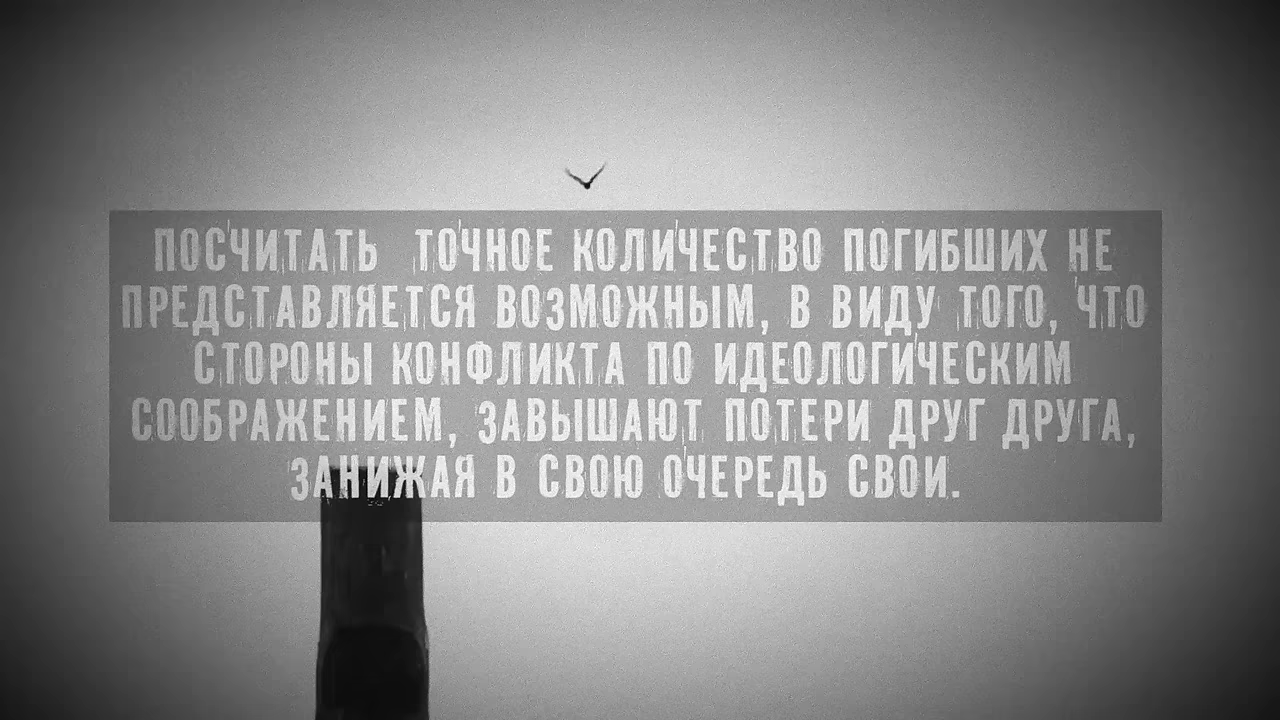 ПОСЧИТАТЬ ТОЧНОЕ КОЛИЧЕСТВО ПОГИБШИХ НЕ
ПРЕДСТАВЛЯЕТСЯ ВОЗМОЖНЫМ, В ВИДУ ТОГО, ЧТО
СТОРОНЫ КОНФЛИКТА ПО ИДЕОЛОГИЧЕСКИМ
СООБРАЖЕНИЕМ, ЗАВЫШАЮТ ПОТЕРИ ДРУГ ДРУГА,
ЗАНИЖАЯ В СВОЮ ОЧЕРЕДЬ СВОИ.